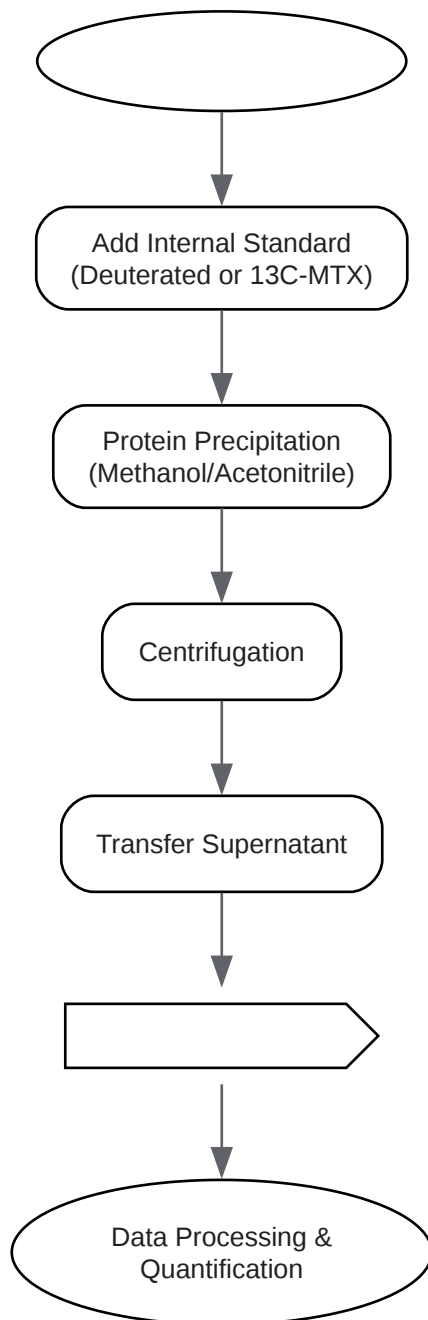 Add Internal Standard
(Deuterated or 13C-MTX)
Protein Precipitation
(Methanol/Acetonitrile)
Centrifugation
Transfer Supernatant
Data Processing &
Quantification